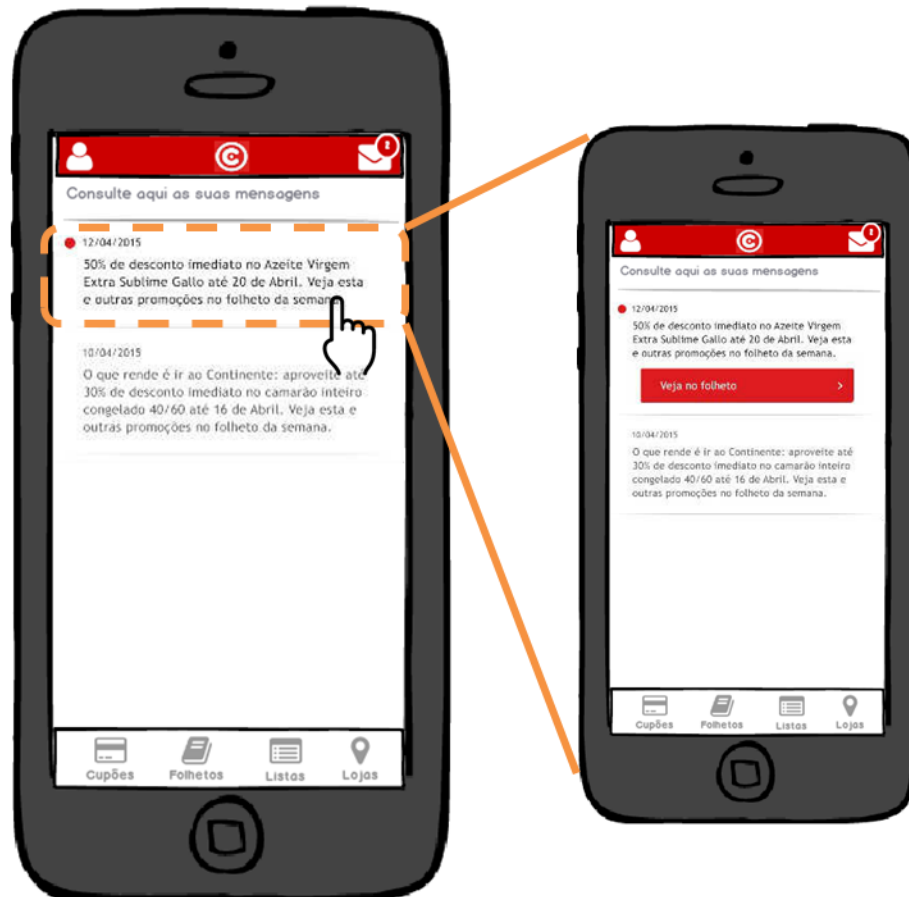 Consulte aqui as suas mensagens
12/04/2015
50% de desconto imediato no Azeite Virgem
Extra Sublime Gallo até 20 de Abril. Veja esta
e outras promoções no folheto da semana.
10/04/2015
O que rende é ir ao Continente: aproveite até
30% de desconto imediato no camarão inteiro
congelado 40/60 até 16 de Abril. Veja esta e
outras promoções no folheto da semana.
Cupões
Folhetos
Listas
Lojas
Consulte aqui as suas mensagens
12/04/2015
50% de desconto imediato no Azeite Virgem
Extra Sublime Gallo até 20 de Abril. Veja esta
e outras promoções no folheto da semana.
Veja no folheto
10/04/2015
O que rende é ir ao Continente: aproveite até
30% de desconto imediato no camarão inteiro
congelado 40/60 até 16 de Abril. Veja esta e
outras promoções no folheto da semana.
Cupões
Folhetos
Listas
Lojas